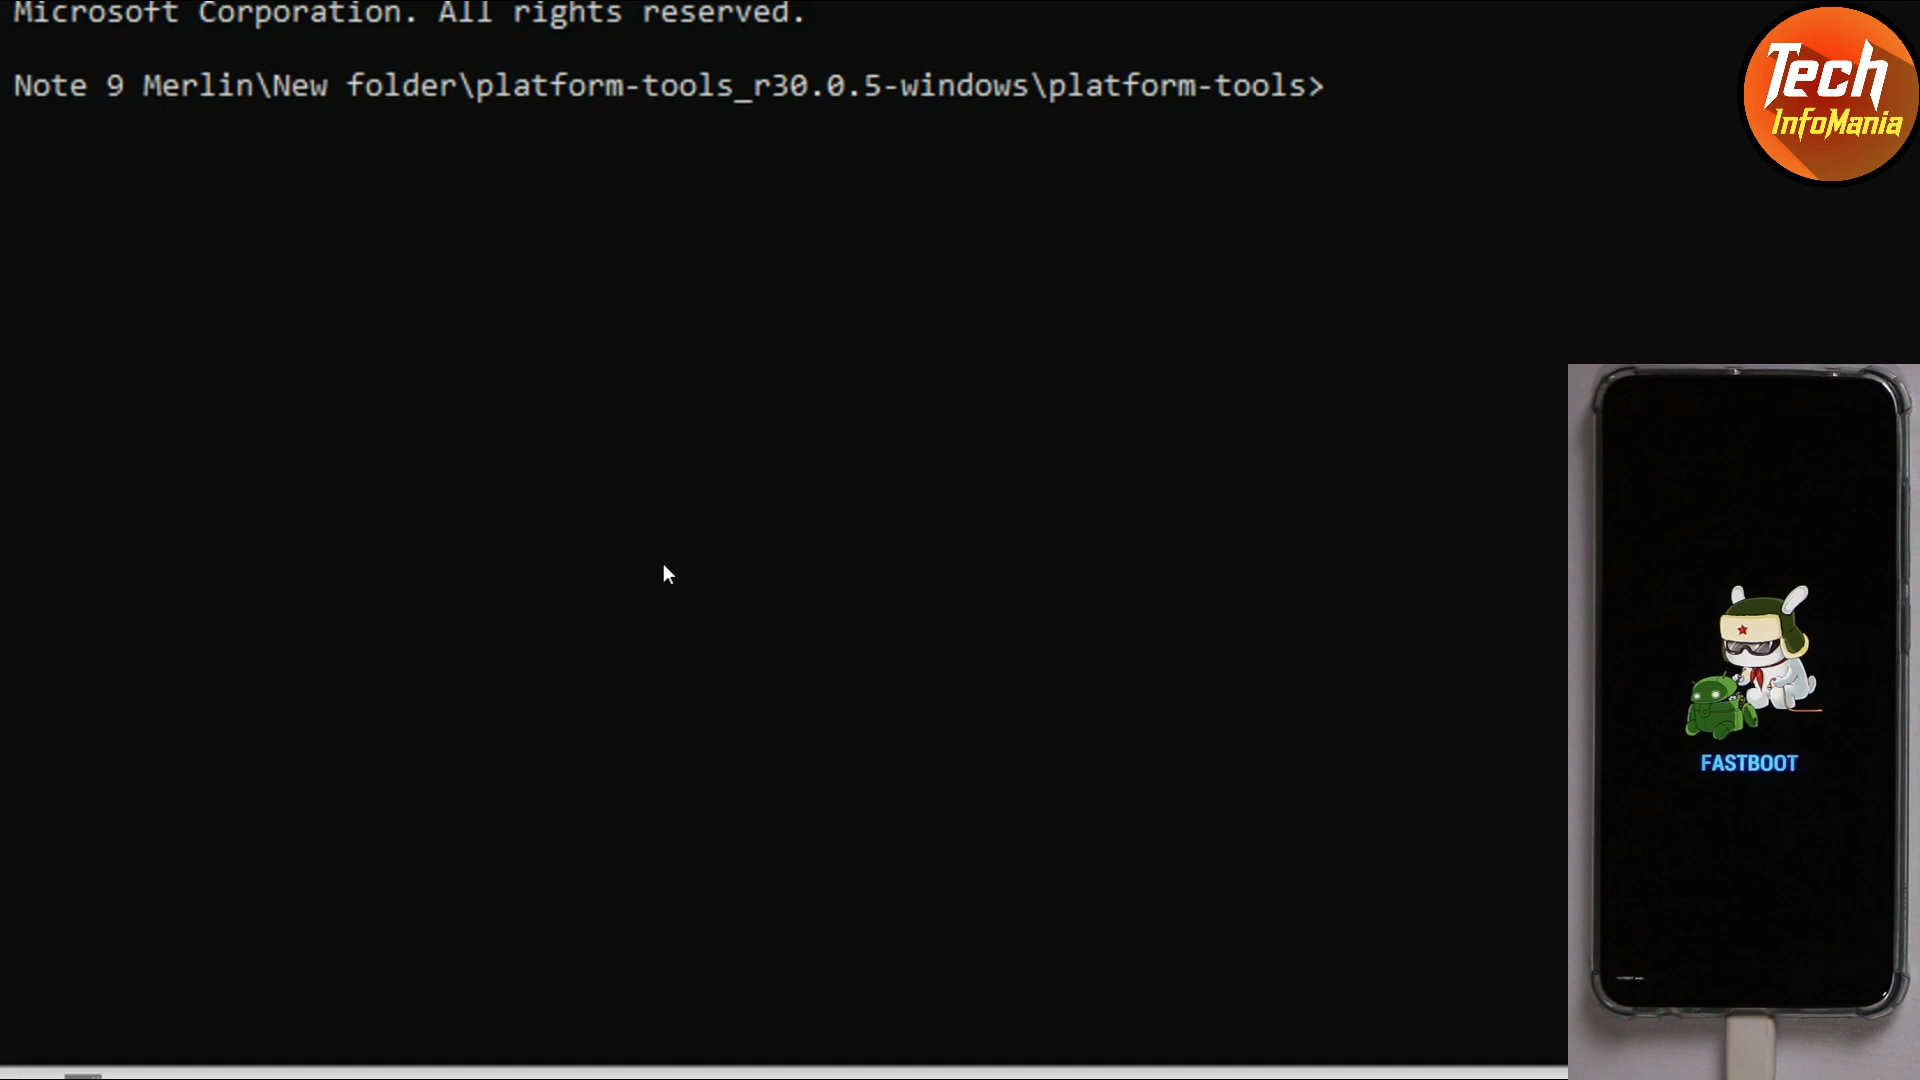 Microsoft Corporation. All rights reserved.
Note 9 Merlin\New folder\platform-tools_r30.0.5-windows\platform-tools>
Tech
InfoMania
FASTBOOT